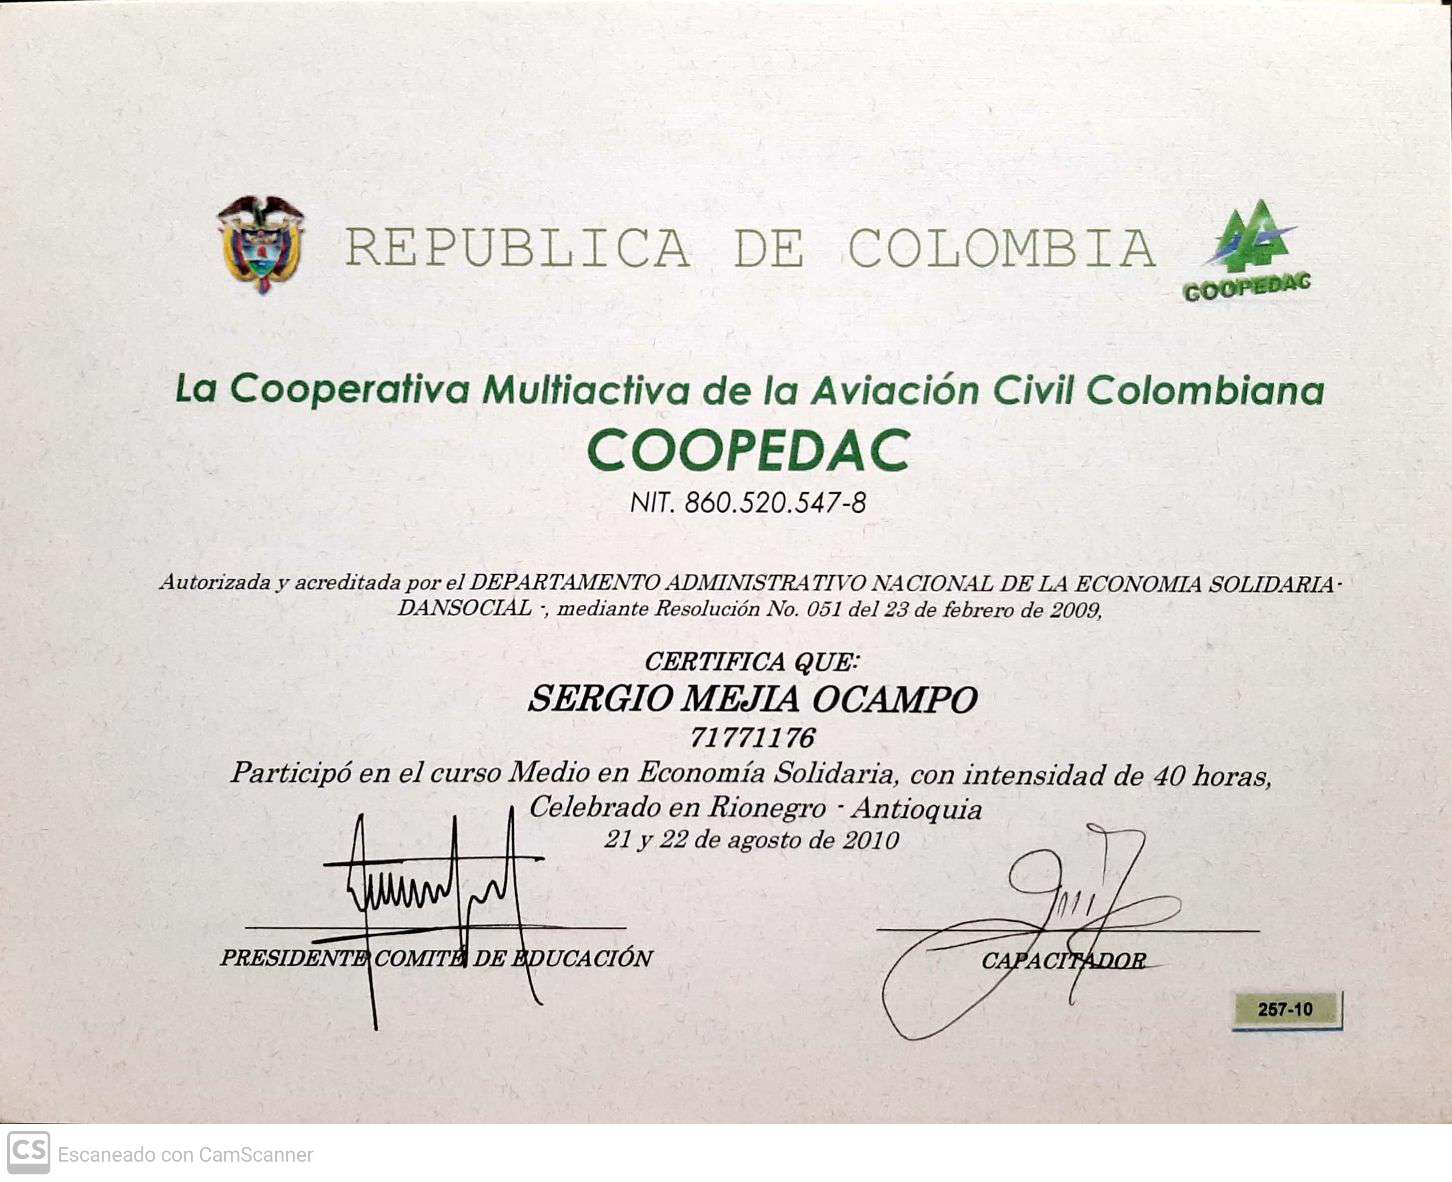 REPUBLICA DE COLOMBIA
COOPEDAC
La Cooperativa Multiactiva de la Aviación Civil Colombiana
COOPEDAC
NIT. 860.520.547-8
Autorizada y acreditada por el DEPARTAMENTO ADMINISTRATIVO NACIONAL DE LA ECONOMIA SOLIDARIA-
DANSOCIAL -, mediante Resolución No. 051 del 23 de febrero de 2009,
CERTIFICA QUE:
SERGIO MEJIA OCAMPO
71771176
Participó en el curso Medio en Economía Solidaria, con intensidad de 40 horas,
Celebrado en Rionegro - Antioquia
21 y 22 de agosto de 2010
PRESIDENTE COMITÉ DE EDUCACIÓN
CAPACITADOR
257-10
CS Escaneado con CamScanner